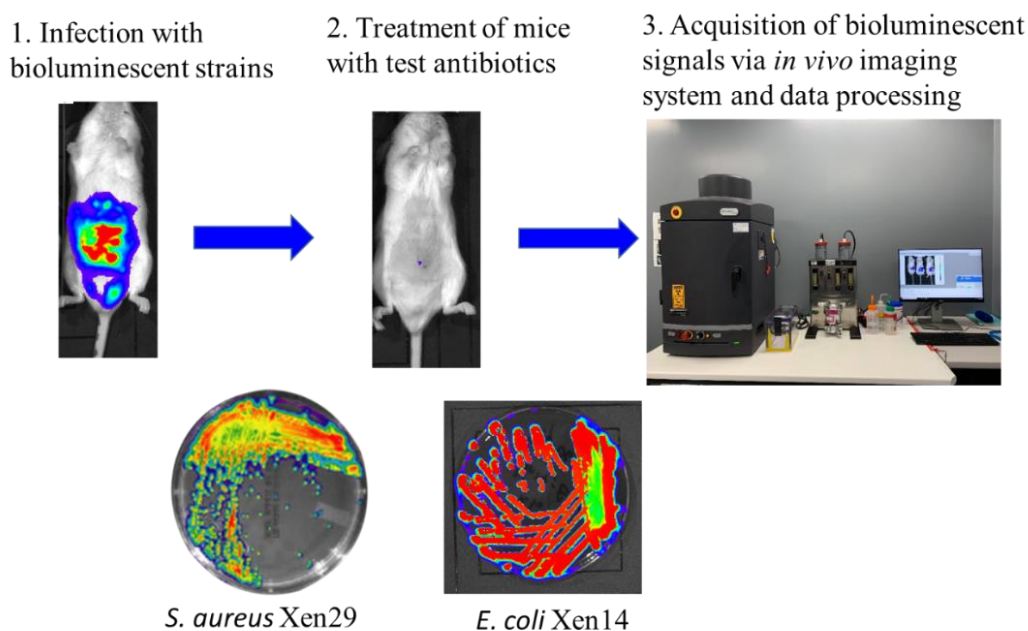 1. Infection with
bioluminescent strains
2. Treatment of mice
with test antibiotics
3. Acquisition of bioluminescent
signals via in vivo imaging
system and data processing
S. aureus Xen29
E. coli Xen14